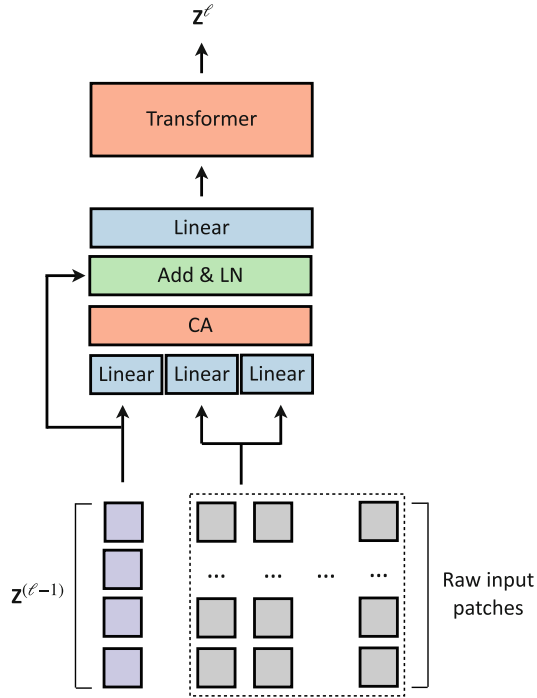 Z^ℓ
Transformer
Linear
Add & LN
CA
Linear Linear Linear
... ... ... ...
Z^(ℓ−1)
Raw input
patches